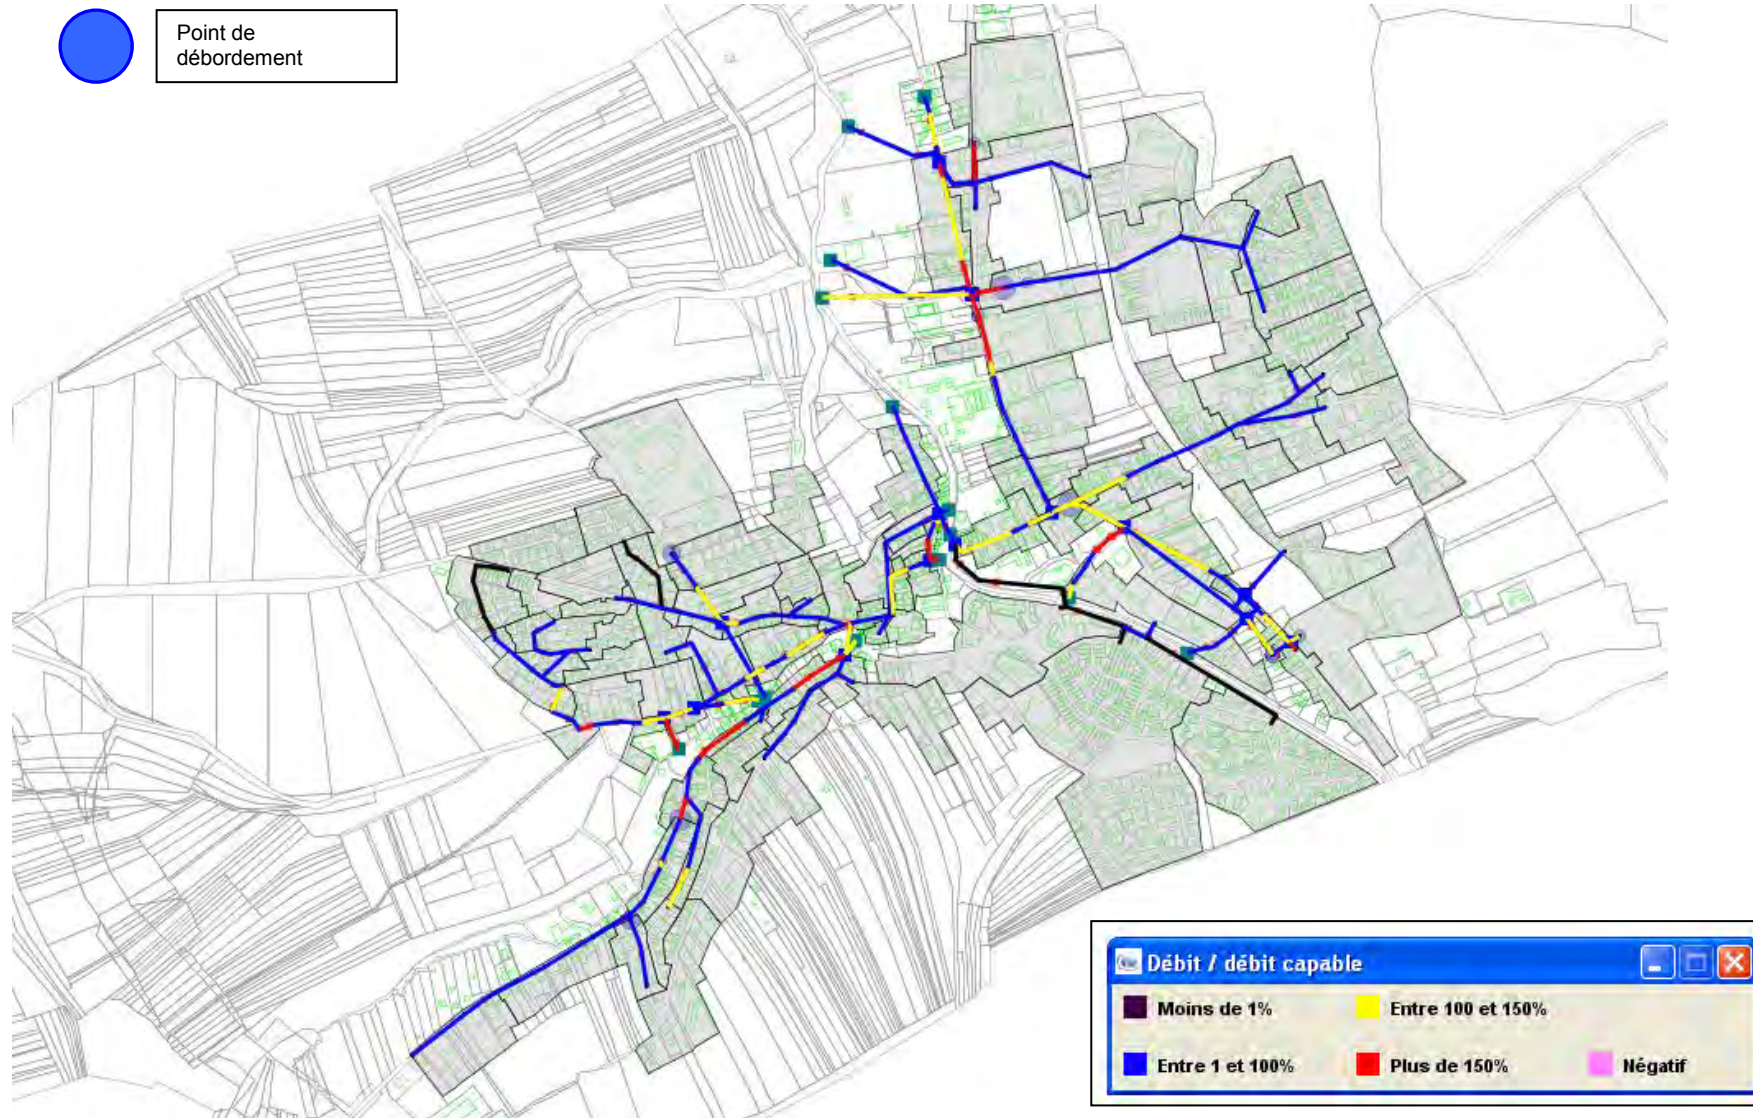 Point de
débordement
Débit / débit capable
Moins de 1%
Entre 100 et 150%
Entre 1 et 100%
Plus de 150%
Négatif